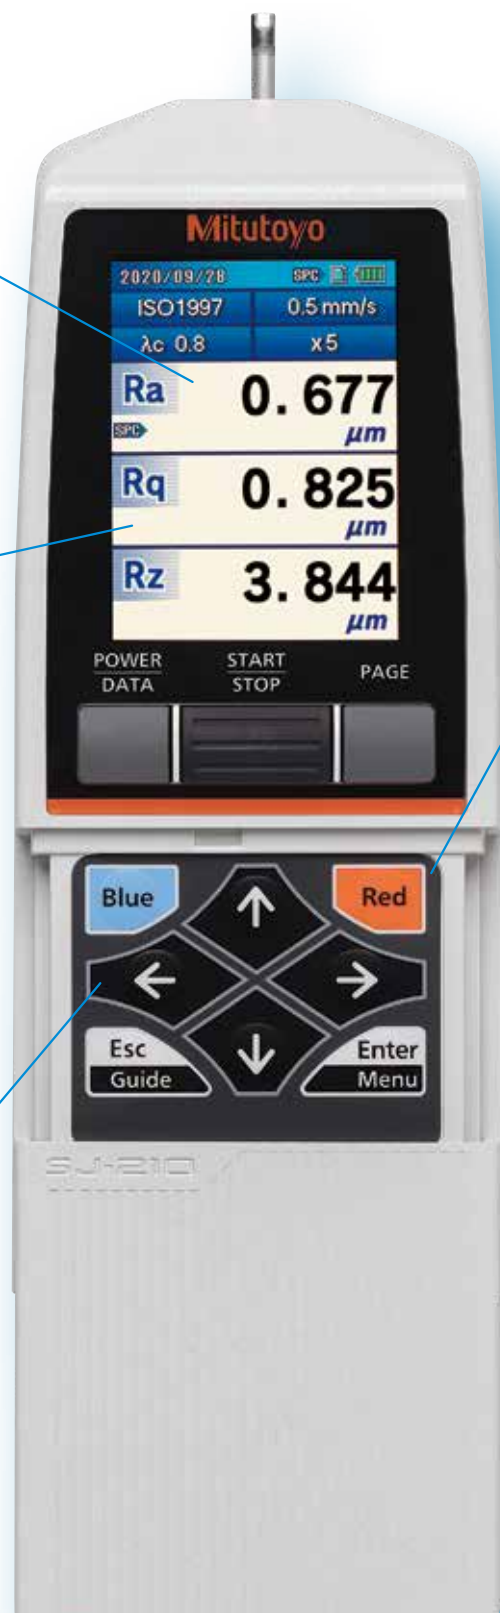 Mitutoyo
2020/09/28 SPC
ISO1997 0.5 mm/s
λc 0.8 x5
Ra 0.677
SPC μm
Rq 0.825
μm
Rz 3.844
μm
POWER START PAGE
DATA STOP
Blue Red
Esc Enter
Guide Menu
SJ-210